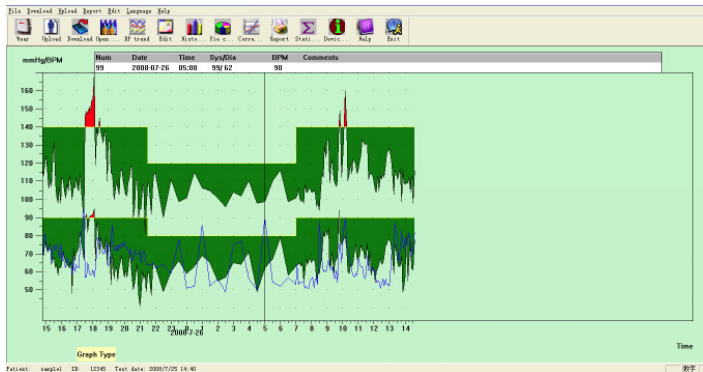 File Download Upload Report Edit Language Help
Wear Upload Download Open... BP trend Edit Histo... Pie c... Corre... Report Stati... Devic... Help Exit
mmHg/BPM
Num Date Time Sys/Dia BPM Comments
99 2008-07-26 05:00 99/ 62 90
160
150
140
130
120
110
100
90
80
70
60
50
15 16 17 18 19 20 21 22 23 0 1 2 3 4 5 6 7 8 9 10 11 12 13 14
2008-7-26
Time
Graph Type
Patient: sample1 ID: 12345 Test date: 2008/7/25 14:40 数字